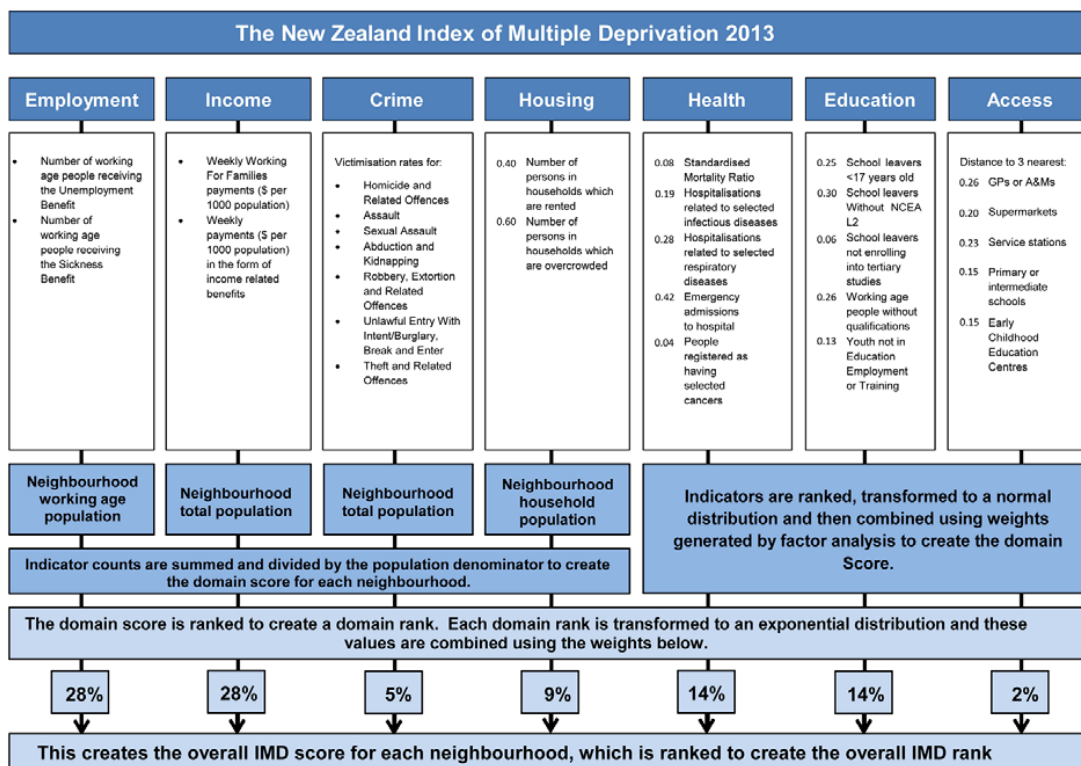 The New Zealand Index of Multiple Deprivation 2013
Employment
Income
Crime
Housing
Health
Education
Access
• Number of working
age people receiving
the Unemployment
Benefit
• Number of
working age
people receiving
the Sickness
Benefit
• Weekly Working
For Families
payments ($ per
1000 population)
• Weekly
payments ($ per
1000 population)
in the form of
income related
benefits
Victimisation rates for:
• Homicide and
Related Offences
• Assault
• Sexual Assault
• Abduction and
Kidnapping
• Robbery, Extortion
and Related
Offences
• Unlawful Entry With
Intent/Burglary,
Break and Enter
• Theft and Related
Offences
0.40 Number of
persons in
households which
are rented
0.60 Number of
persons in
households which
are overcrowded
0.08 Standardised
Mortality Ratio
0.19 Hospitalisations
related to selected
infectious diseases
0.28 Hospitalisations
related to selected
respiratory
diseases
0.42 Emergency
admissions
to hospital
0.04 People
registered as
having
selected
cancers
0.25 School leavers
<17 years old
0.30 School leavers
Without NCEA
L2
0.06 School leavers
not enrolling
into tertiary
studies
0.26 Working age
people without
qualifications
0.13 Youth not in
Education
Employment
or Training
Distance to 3 nearest:
0.26 GPs or A&Ms
0.20 Supermarkets
0.23 Service stations
0.15 Primary or
intermediate
schools
0.15 Early
Childhood
Education
Centres
Neighbourhood
working age
population
Neighbourhood
total population
Neighbourhood
total population
Neighbourhood
household
population
Indicators are ranked, transformed to a normal
distribution and then combined using weights
generated by factor analysis to create the domain
Score.
Indicator counts are summed and divided by the population denominator to create
the domain score for each neighbourhood.
The domain score is ranked to create a domain rank. Each domain rank is transformed to an exponential distribution and these
values are combined using the weights below.
28%
28%
5%
9%
14%
14%
2%
This creates the overall IMD score for each neighbourhood, which is ranked to create the overall IMD rank